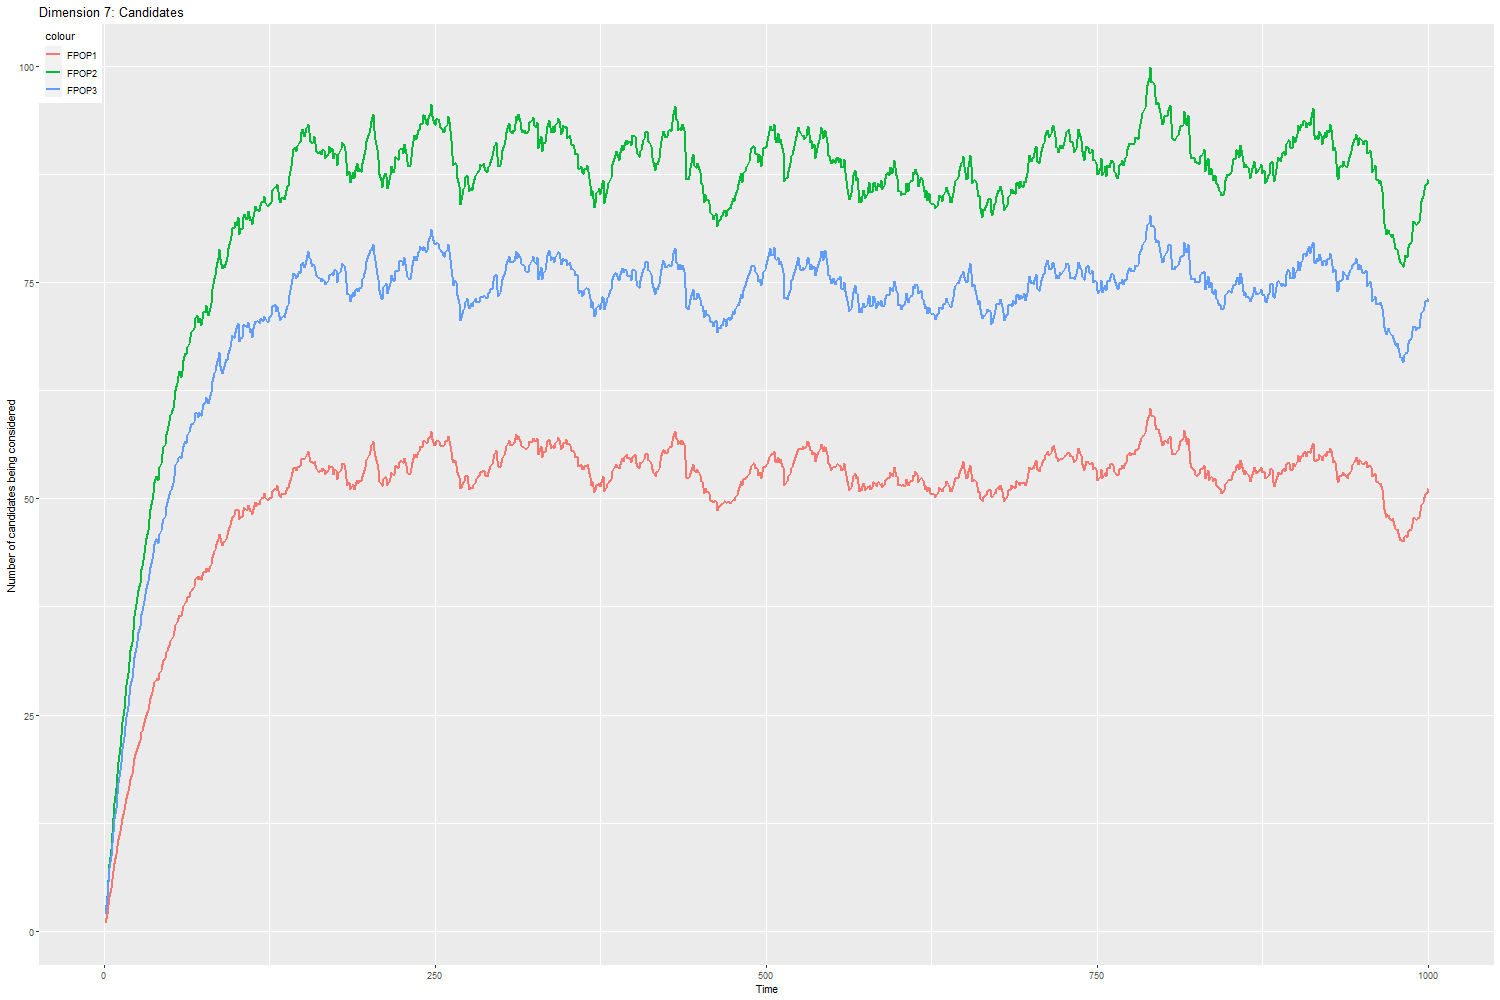 Dimension 7: Candidates
colour
FPOP1
FPOP2
FPOP3
Number of candidates being considered
100
75
50
25
0
0 250 500 750 1000
Time